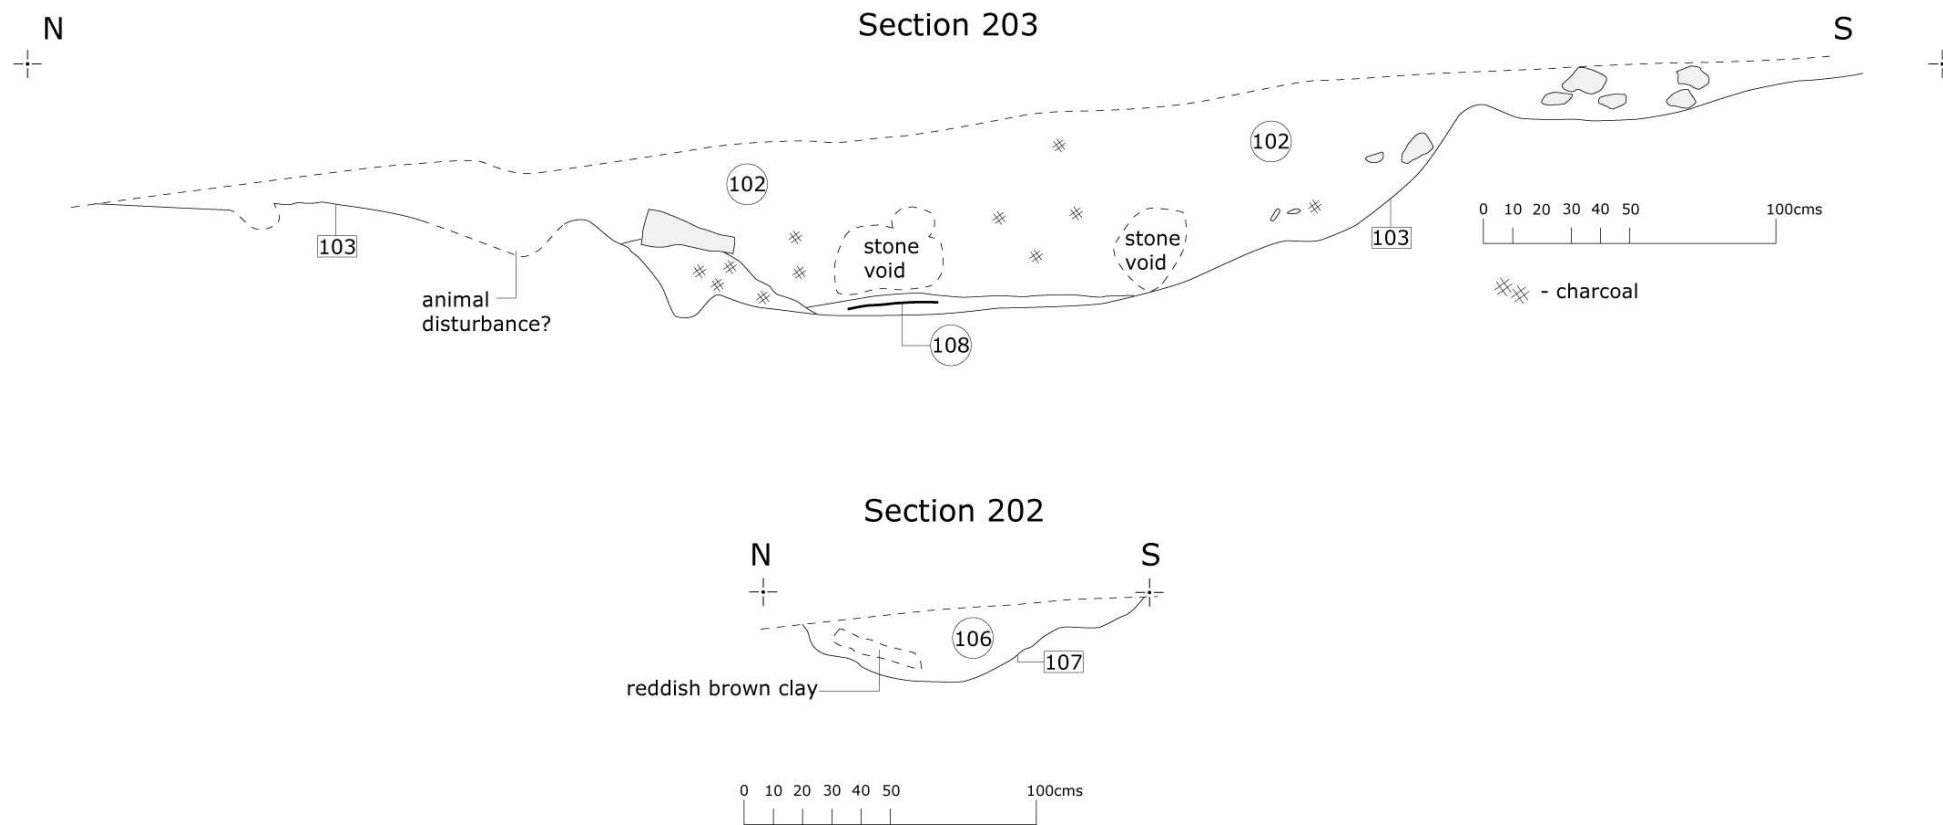 Section 203
N
S
102
102
103
103
stone
void
stone
void
animal
disturbance?
108
0 10 20 30 40 50 100cms
- charcoal
Section 202
N
S
106
107
reddish brown clay
0 10 20 30 40 50 100cms